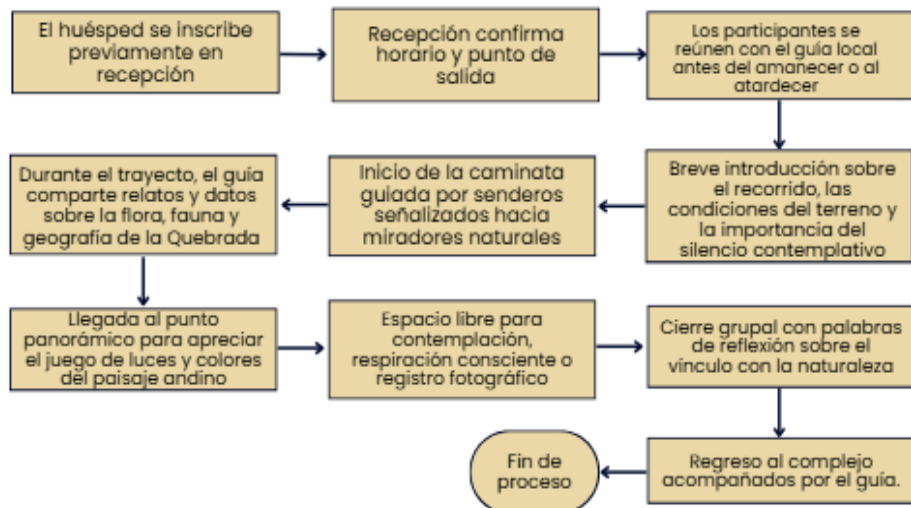 El huésped se inscribe
previamente en
recepción
Recepción confirma
horario y punto de
salida
Los participantes se
reúnen con el guía local
antes del amanecer o al
atardecer
Breve introducción sobre
el recorrido, las
condiciones del terreno y
la importancia del
silencio contemplativo
Inicio de la caminata
guiada por senderos
señalizados hacia
miradores naturales
Durante el trayecto, el guía
comparte relatos y datos
sobre la flora, fauna y
geografía de la Quebrada
Llegada al punto
panorámico para apreciar
el juego de luces y colores
del paisaje andino
Espacio libre para
contemplación,
respiración consciente o
registro fotográfico
Cierre grupal con palabras
de reflexión sobre el
vínculo con la naturaleza
Regreso al complejo
acompañados por el guía.
Fin de
proceso